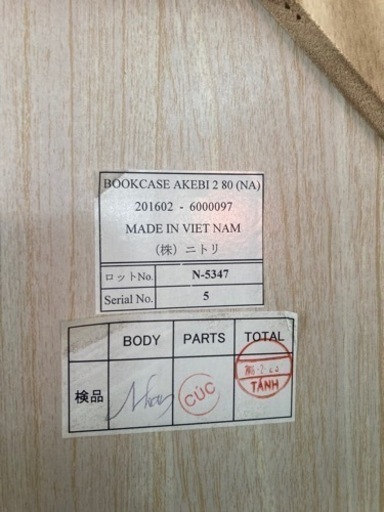 BOOKCASE AKEBI 2 80 (NA)
201602 - 6000097
MADE IN VIET NAM
（株）ニトリ
ロットNo. N-5347
Serial No. 5
BODY PARTS TOTAL
検品 CÚC TÁNH